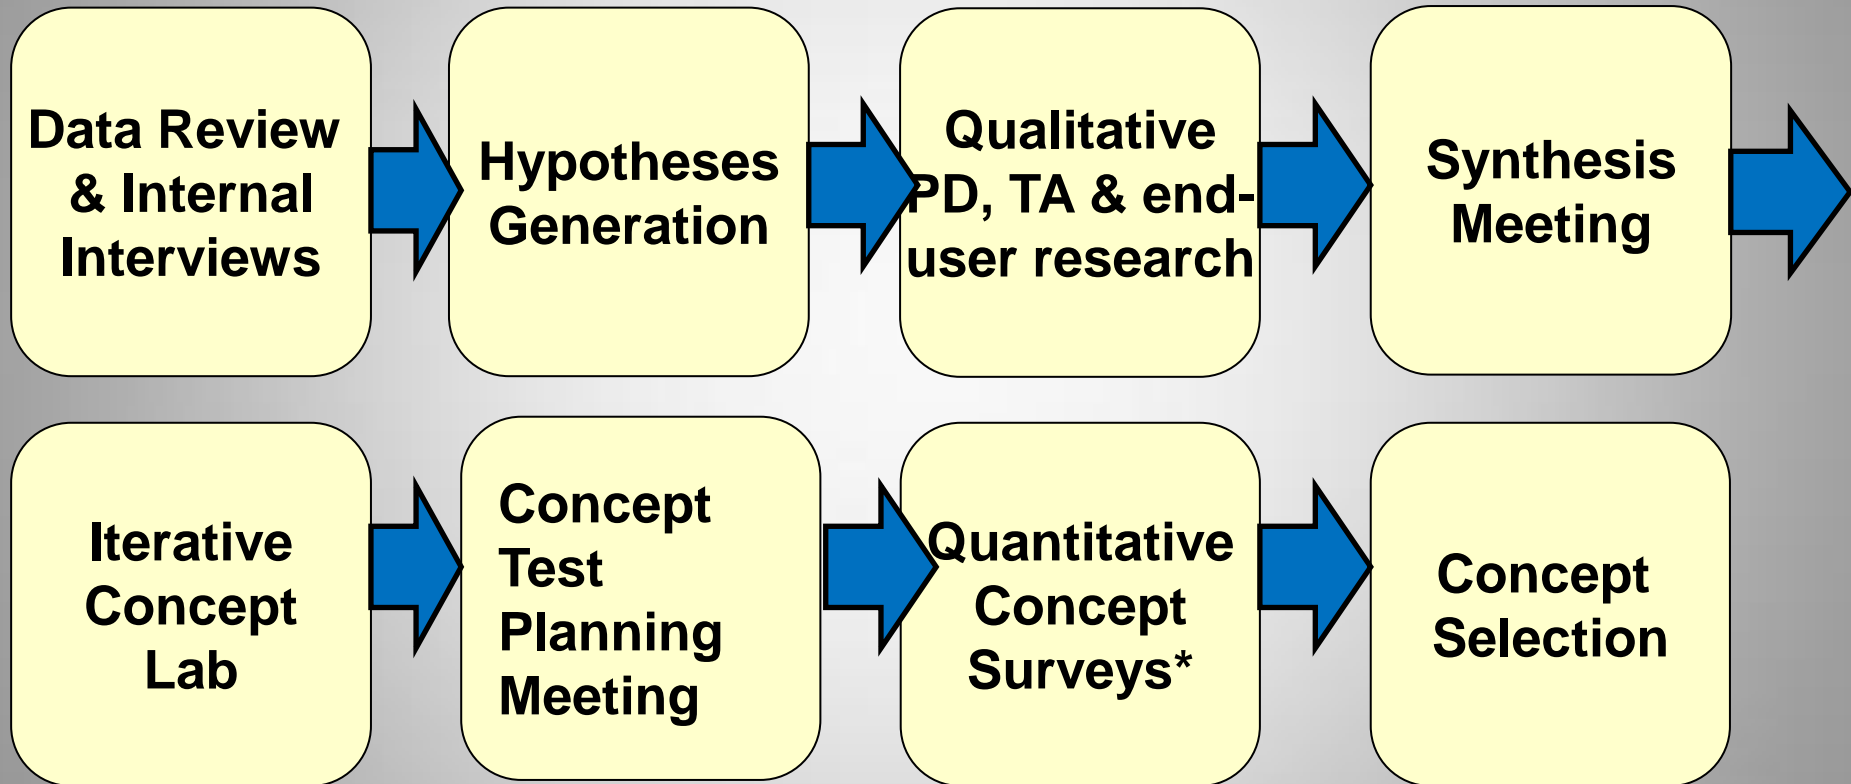 Data Review
& Internal
Interviews
Hypotheses
Generation
Qualitative
PD, TA & end-
user research
Synthesis
Meeting
Iterative
Concept
Lab
Concept
Test
Planning
Meeting
Quantitative
Concept
Surveys*
Concept
Selection